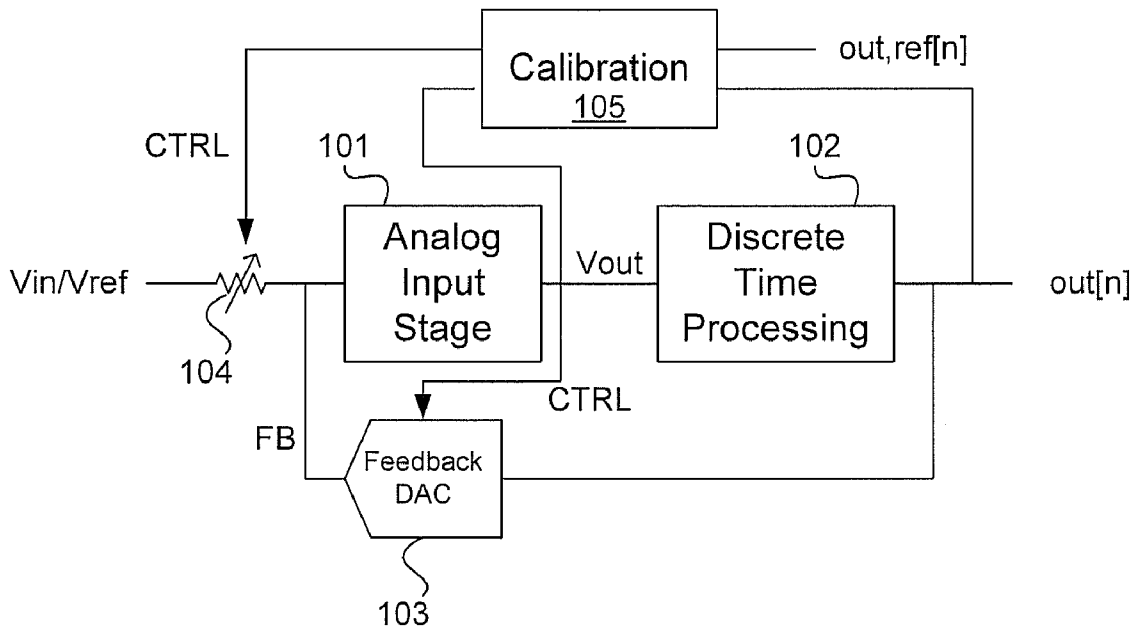 Calibration
105
out,ref[n]
CTRL
101
102
Analog
Input
Stage
Vout
Discrete
Time
Processing
Vin/Vref
out[n]
104
CTRL
FB
Feedback
DAC
103